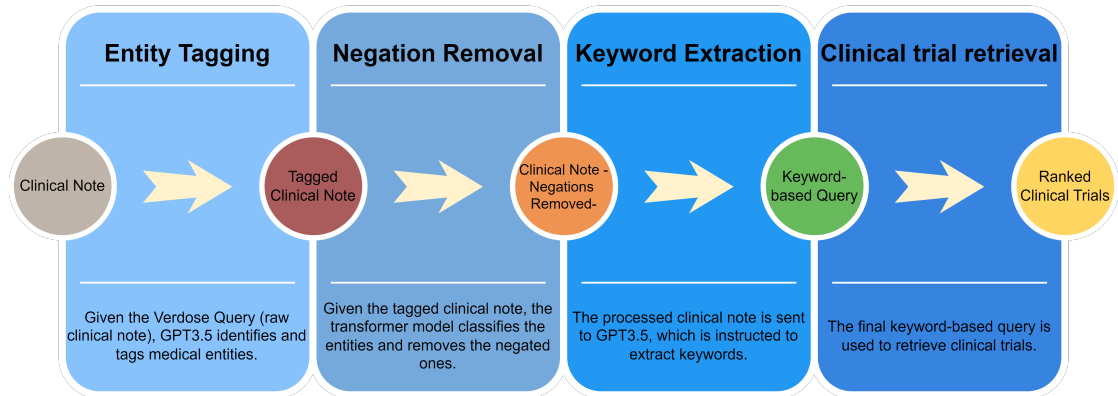 Entity Tagging
Negation Removal
Keyword Extraction
Clinical trial retrieval
Clinical Note
Tagged
Clinical Note
Clinical Note -
Negations
Removed-
Keyword-
based Query
Ranked
Clinical Trials
Given the Verdose Query (raw
clinical note), GPT3.5 identifies and
tags medical entities.
Given the tagged clinical note, the
transformer model classifies the
entities and removes the negated
ones.
The processed clinical note is sent
to GPT3.5, which is instructed to
extract keywords.
The final keyword-based query is
used to retrieve clinical trials.